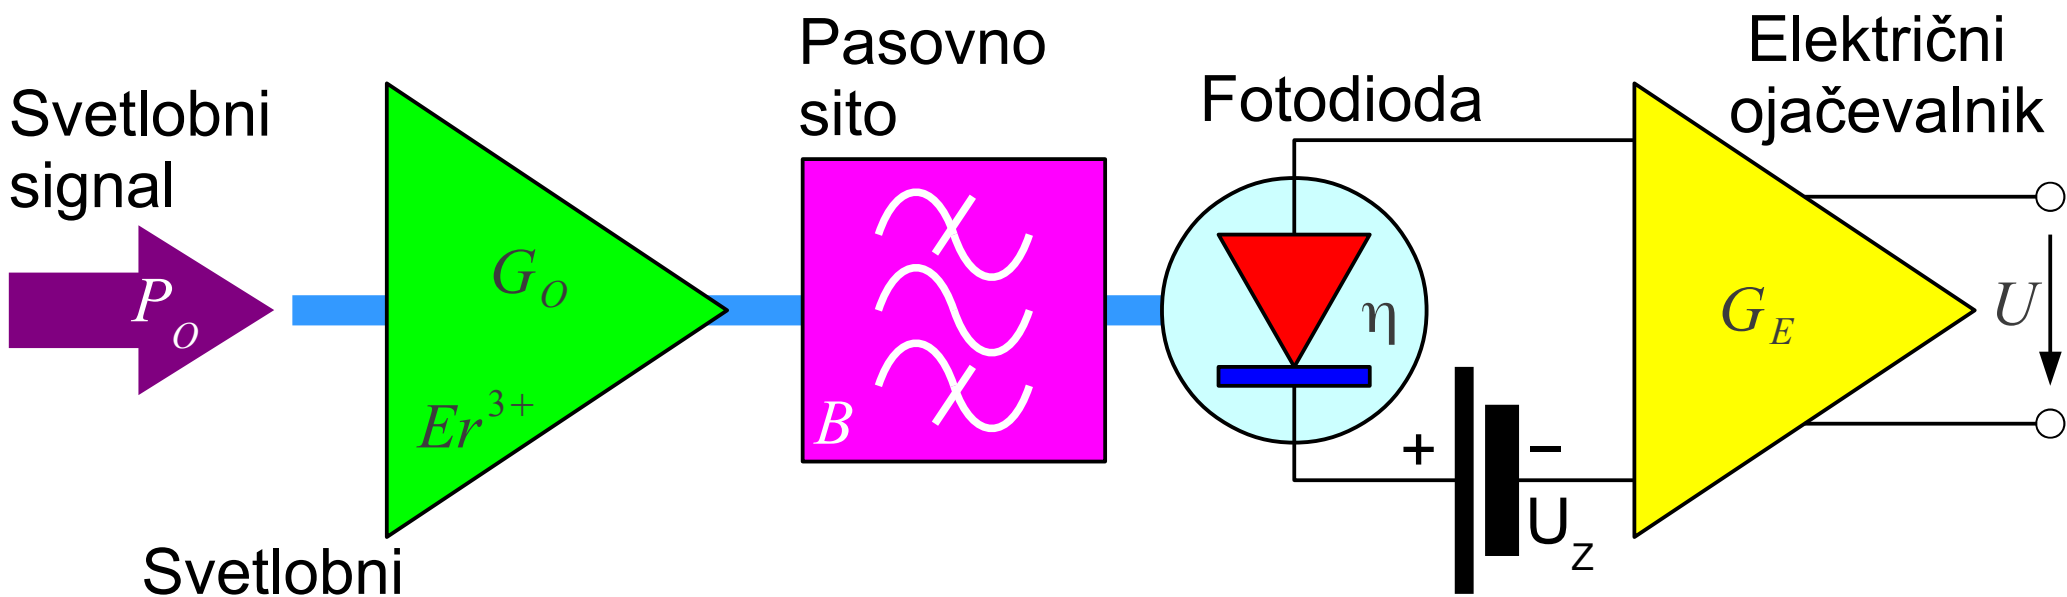 Svetlobni
signal
P_O
G_O
Er^3+
Svetlobni
Pasovno
sito
B
Fotodioda
η
+
−
U_Z
Električni
ojačevalnik
G_E
U